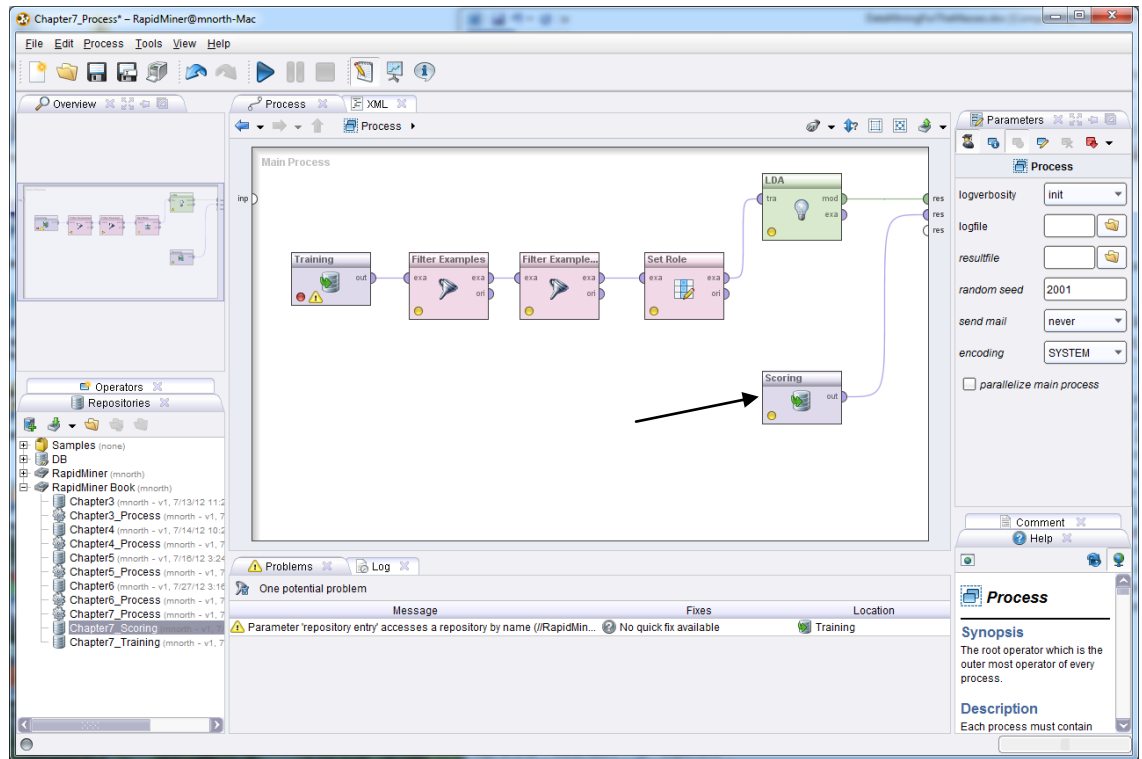 Chapter7_Process* – RapidMiner@mnorth-Mac
File Edit Process Tools View Help
Overview
Process XML
Process
Main Process
inp
LDA
tra mod
exa
res
res
res
Training
out
Filter Examples
exa exa
ori
Filter Example...
exa exa
ori
Set Role
exa exa
ori
Scoring
out
Parameters
Process
logverbosity init
logfile
resultfile
random seed 2001
send mail never
encoding SYSTEM
parallelize main process
Operators
Repositories
Samples (none)
DB
RapidMiner (mnorth)
RapidMiner Book (mnorth)
Chapter3 (mnorth - v1, 7/13/12 11:2
Chapter3_Process (mnorth - v1, 7
Chapter4 (mnorth - v1, 7/14/12 10:2
Chapter4_Process (mnorth - v1, 7
Chapter5 (mnorth - v1, 7/16/12 3:24
Chapter5_Process (mnorth - v1, 7
Chapter6 (mnorth - v1, 7/27/12 3:16
Chapter6_Process (mnorth - v1, 7
Chapter7_Process (mnorth - v1, 7
Chapter7_Scoring (mnorth - v1, 7
Chapter7_Training (mnorth - v1, 7
Problems Log
One potential problem
Message Fixes Location
Parameter 'repository entry' accesses a repository by name (//RapidMin... No quick fix available Training
Comment
Help
Process
Synopsis
The root operator which is the
outer most operator of every
process.
Description
Each process must contain